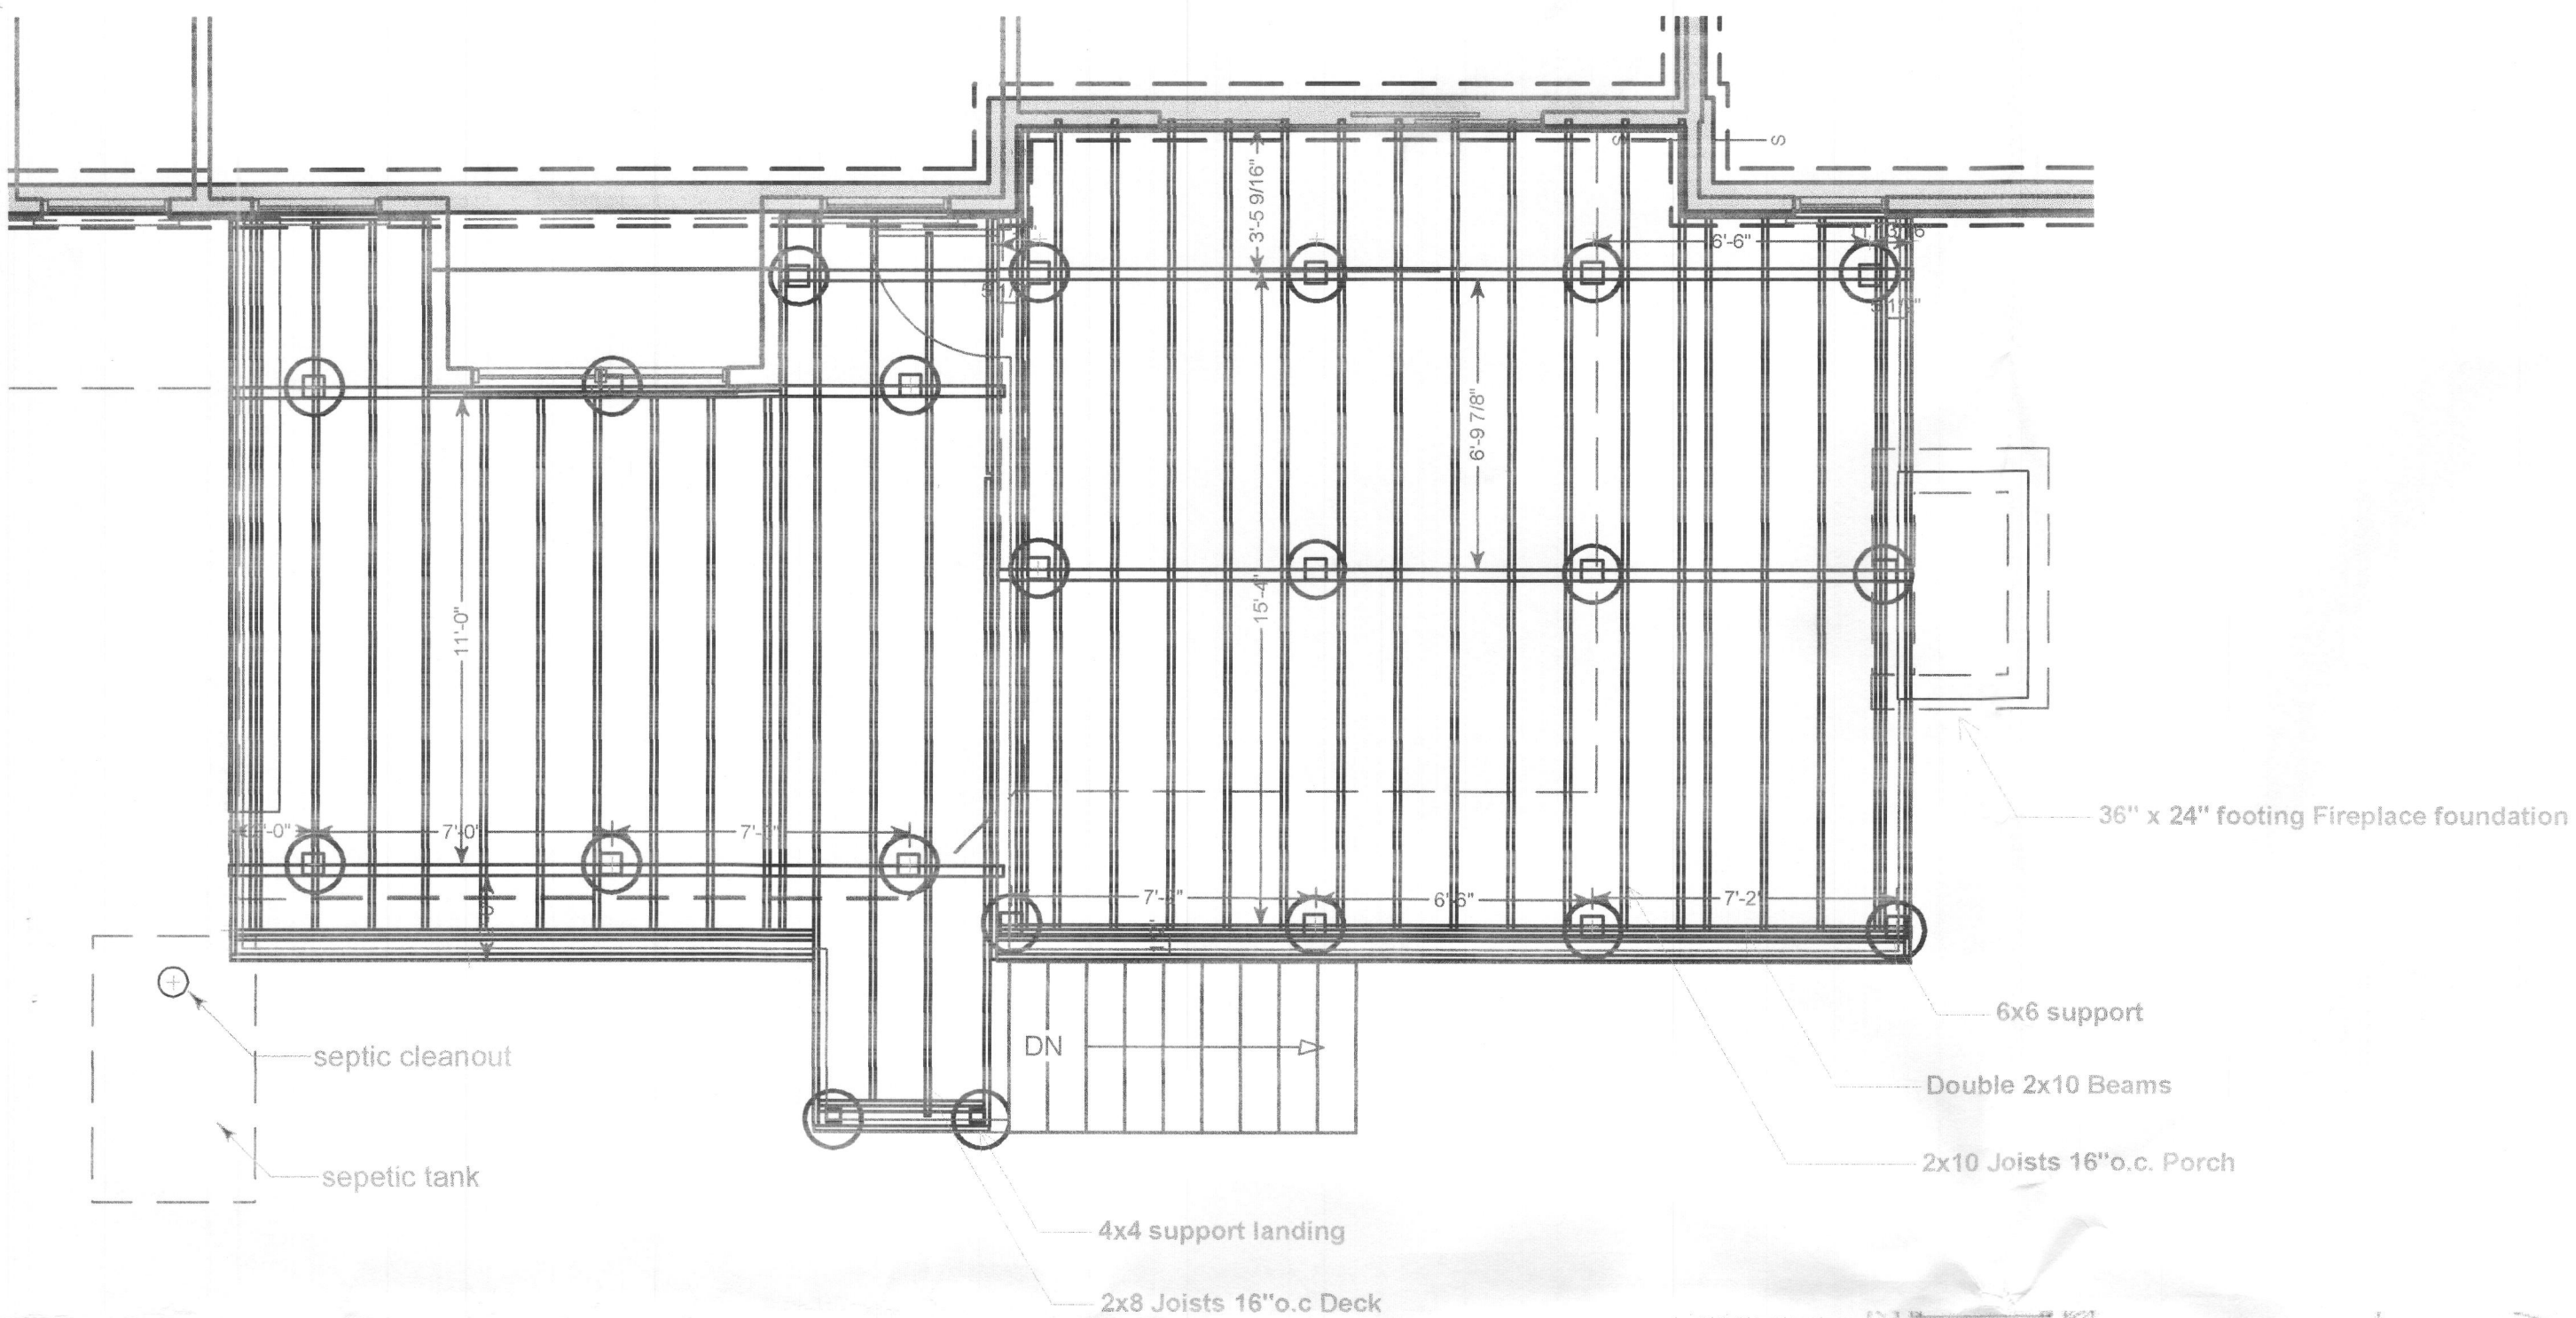 S
S
3'-5 9/16"
6'-6"
6'-9 7/8"
15'-4"
11'-0"
7'-0"
6'-6"
7'-2"
36" x 24" footing Fireplace foundation
6x6 support
DN
septic cleanout
Double 2x10 Beams
2x10 Joists 16"o.c. Porch
sepetic tank
4x4 support landing
2x8 Joists 16"o.c Deck